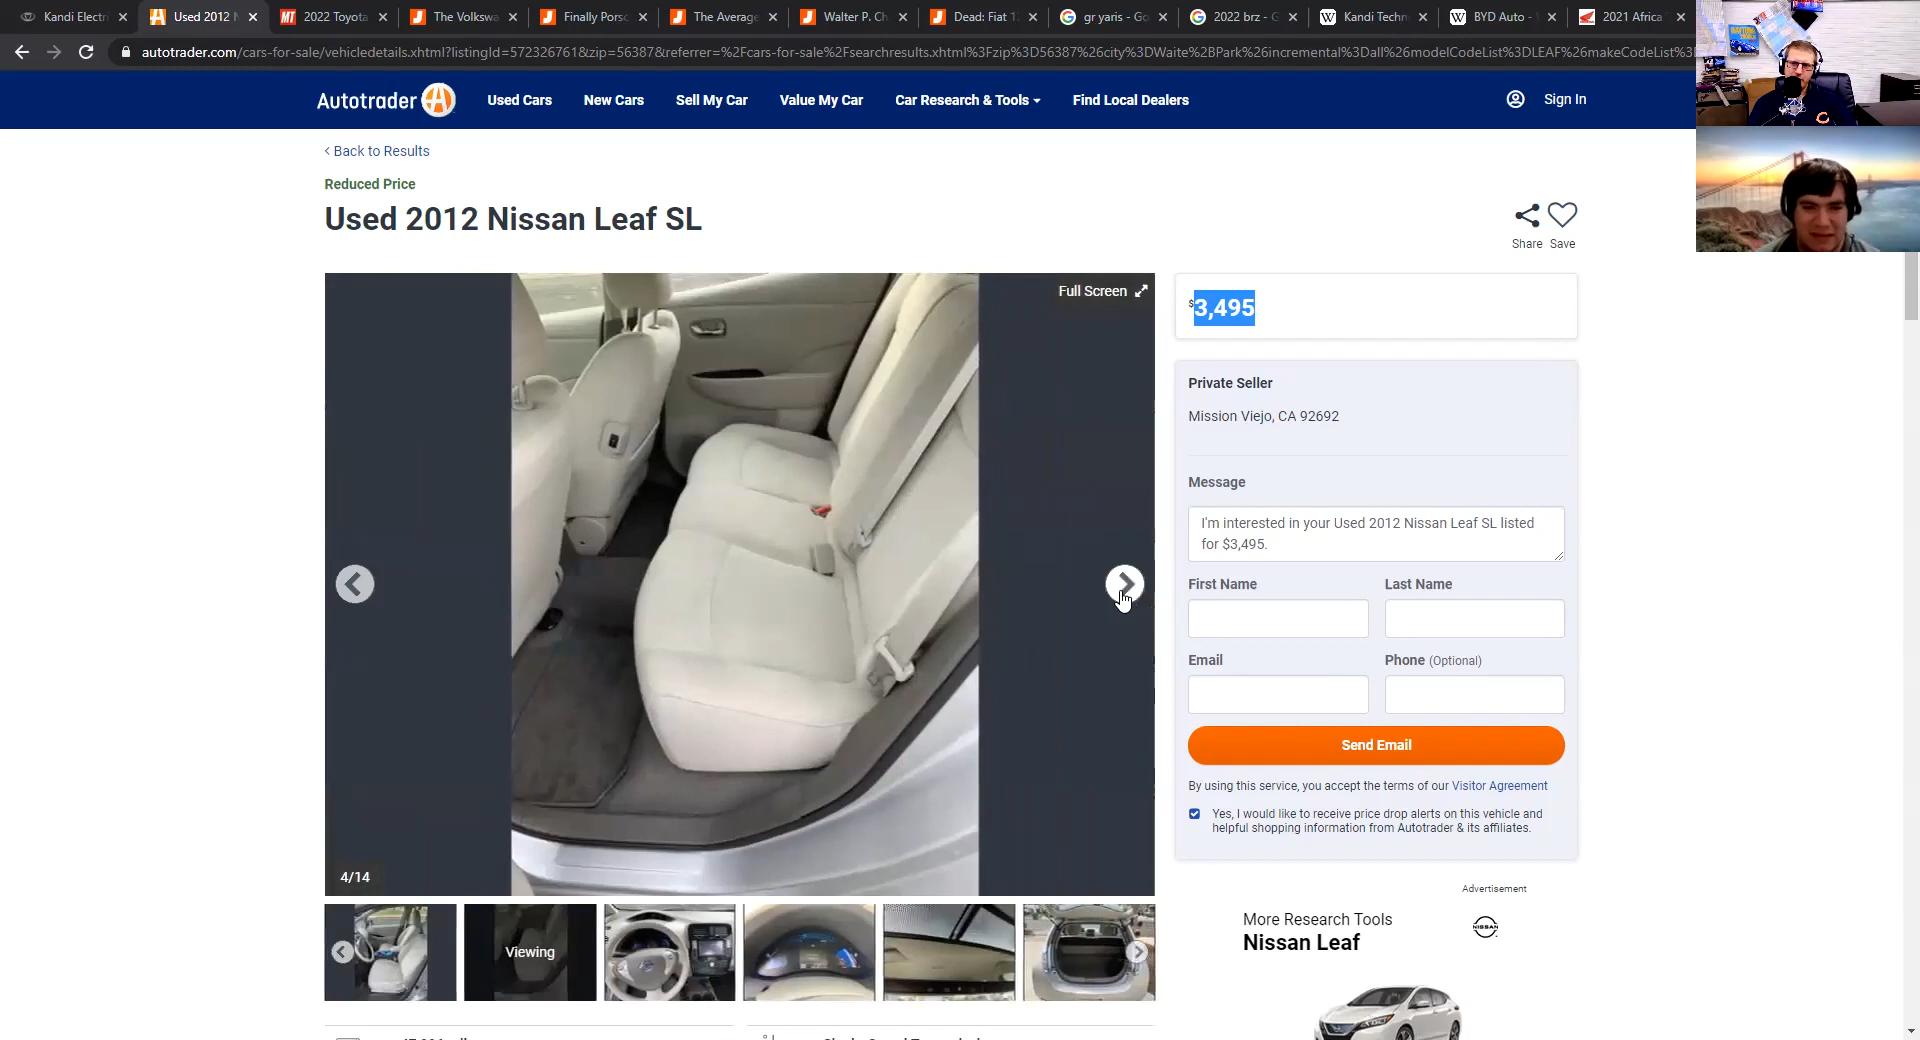 Kandi Electri
Used 2012 N
2022 Toyota
The Volkswa
Finally Porsc
The Average
Walter P. Ch
Dead: Fiat 1
gr yaris - Go
2022 brz - G
Kandi Techn
BYD Auto -
2021 Africa
autotrader.com/cars-for-sale/vehicledetails.xhtml?listingId=572326761&zip=56387&referrer=%2Fcars-for-sale%2Fsearchresults.xhtml%3Fzip%3D56387%26city%3DWaite%2BPark%26incremental%3Dall%26modelCodeList%3DLEAF%26makeCodeList%3
Autotrader
Used Cars
New Cars
Sell My Car
Value My Car
Car Research & Tools
Find Local Dealers
Sign In
< Back to Results
Reduced Price
Used 2012 Nissan Leaf SL
Share Save
Full Screen
4/14
Viewing
$3,495
Private Seller
Mission Viejo, CA 92692
Message
I'm interested in your Used 2012 Nissan Leaf SL listed
for $3,495.
First Name
Last Name
Email
Phone (Optional)
Send Email
By using this service, you accept the terms of our Visitor Agreement
Yes, I would like to receive price drop alerts on this vehicle and
helpful shopping information from Autotrader & its affiliates.
Advertisement
More Research Tools
Nissan Leaf
NISSAN